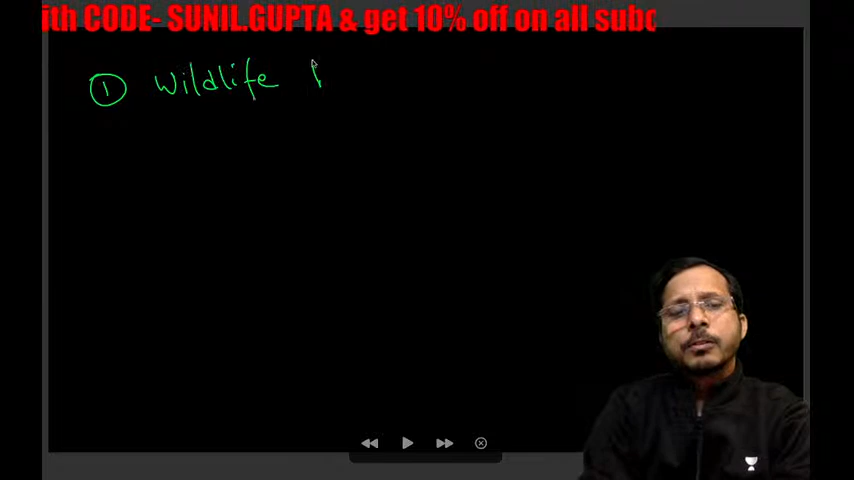 ith CODE- SUNIL.GUPTA & get 10% off on all subc
① Wildlife